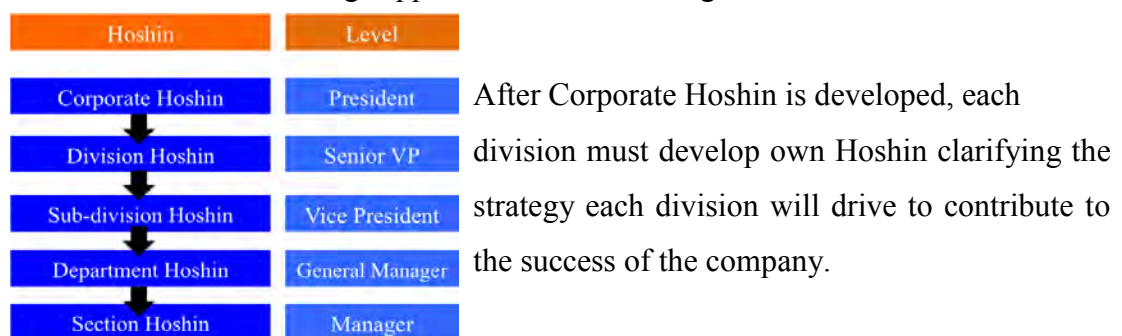 Hoshin Level
Corporate Hoshin President
Division Hoshin Senior VP
Sub-division Hoshin Vice President
Department Hoshin General Manager
Section Hoshin Manager
After Corporate Hoshin is developed, each
division must develop own Hoshin clarifying the
strategy each division will drive to contribute to
the success of the company.